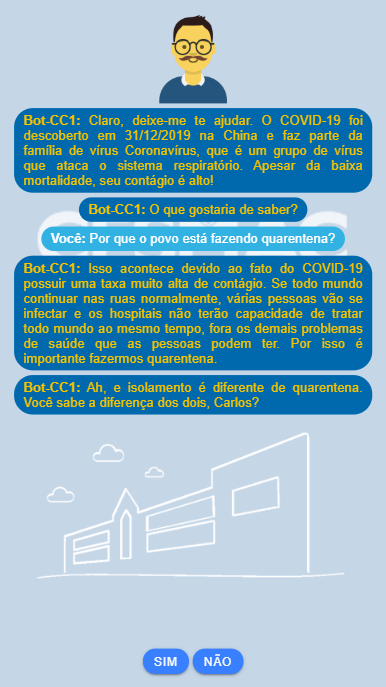 Bot-CC1: Claro, deixe-me te ajudar. O COVID-19 foi
descoberto em 31/12/2019 na China e faz parte da
família de vírus Coronavírus, que é um grupo de vírus
que ataca o sistema respiratório. Apesar da baixa
mortalidade, seu contágio é alto!
Bot-CC1: O que gostaria de saber?
Você: Por que o povo está fazendo quarentena?
Bot-CC1: Isso acontece devido ao fato do COVID-19
possuir uma taxa muito alta de contágio. Se todo mundo
continuar nas ruas normalmente, várias pessoas vão se
infectar e os hospitais não terão capacidade de tratar
todo mundo ao mesmo tempo, fora os demais problemas
de saúde que as pessoas podem ter. Por isso é
importante fazermos quarentena.
Bot-CC1: Ah, e isolamento é diferente de quarentena.
Você sabe a diferença dos dois, Carlos?
SIM NÃO